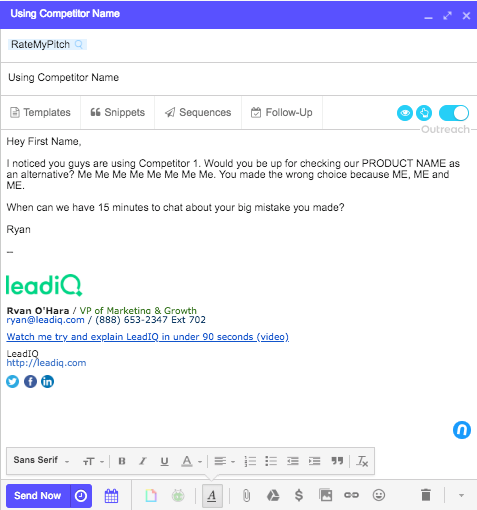 Using Competitor Name
RateMyPitch
Using Competitor Name
Templates Snippets Sequences Follow-Up
Outreach
Hey First Name,
I noticed you guys are using Competitor 1. Would you be up for checking our PRODUCT NAME as
an alternative? Me Me Me Me Me Me Me Me. You made the wrong choice because ME, ME and
ME.
When can we have 15 minutes to chat about your big mistake you made?
Ryan
--
leadiQ
Ryan O'Hara / VP of Marketing & Growth
ryan@leadiq.com / (888) 653-2347 Ext 702
Watch me try and explain LeadIQ in under 90 seconds (video)
LeadIQ
http://leadiq.com
Sans Serif тT B I U A
Send Now A $